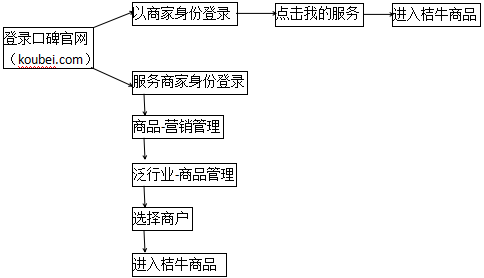 登录口碑官网
（koubei.com）
以商家身份登录
点击我的服务
进入桔牛商品
服务商家身份登录
商品-营销管理
泛行业-商品管理
选择商户
进入桔牛商品